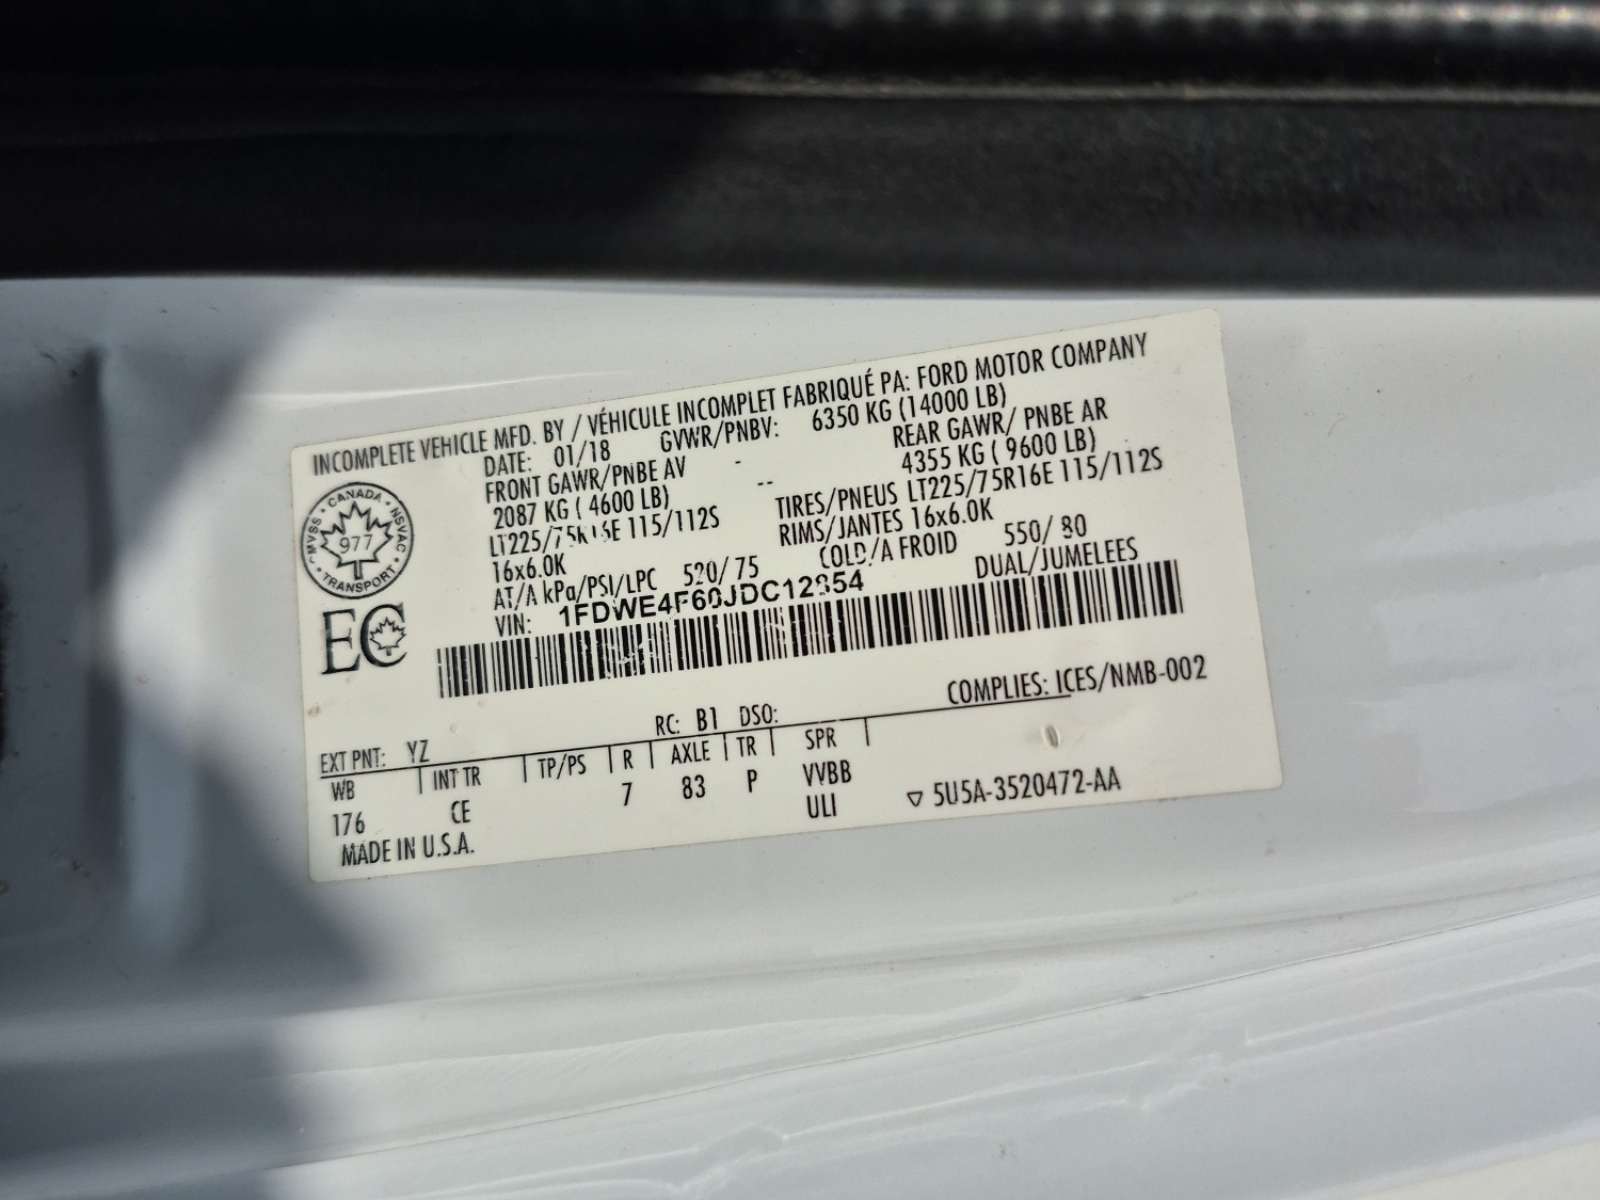 INCOMPLETE VEHICLE MFD. BY / VÉHICULE INCOMPLET FABRIQUÉ PA: FORD MOTOR COMPANY
DATE: 01/18 GVWR/PNBV: 6350 KG (14000 LB)
FRONT GAWR/PNBE AV - REAR GAWR/ PNBE AR
2087 KG ( 4600 LB) -- 4355 KG ( 9600 LB)
LT225/75R16E 115/112S TIRES/PNEUS LT225/75R16E 115/112S
16x6.0K RIMS/JANTES 16x6.0K
AT/A kPa/PSI/LPC 520/ 75 COLD/A FROID 550/ 80
VIN: 1FDWE4F60JDC12854 DUAL/JUMELEES
CANADA
MVSS NSVAC
977
TRANSPORT
EC
COMPLIES: ICES/NMB-002
RC: B1 DSO:
EXT PNT: YZ
WB INT TR TP/PS R AXLE TR SPR
176 CE 7 83 P VVBB
ULI ▽ 5U5A-3520472-AA
MADE IN U.S.A.